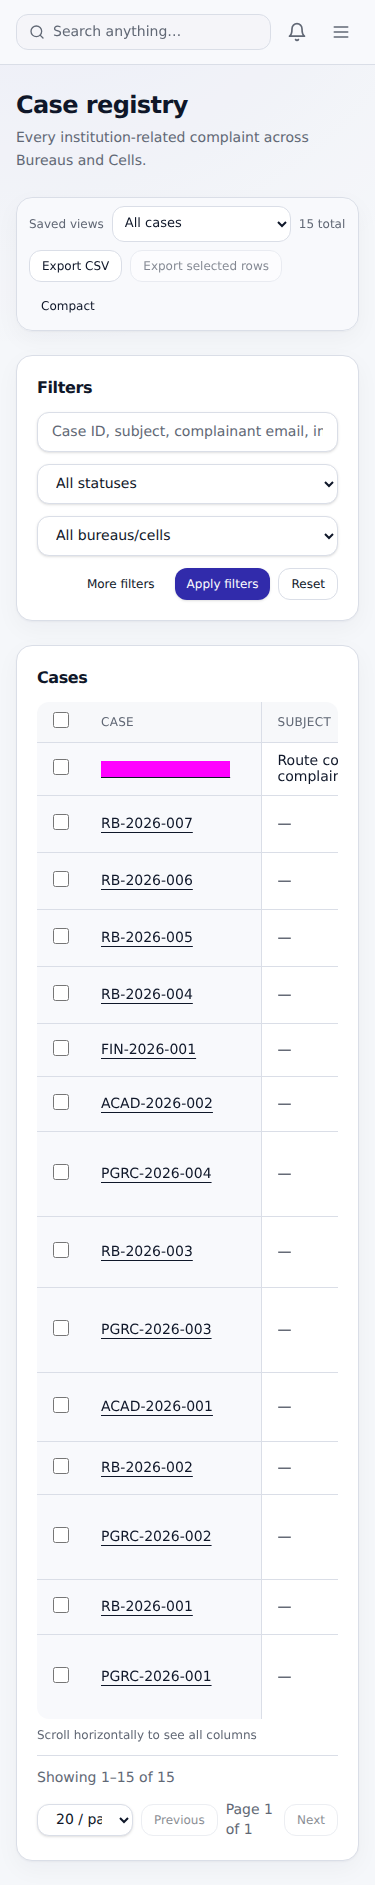 Search anything...
Case registry
Every institution-related complaint across
Bureaus and Cells.
Saved views All cases 15 total
Export CSV Export selected rows
Compact
Filters
Case ID, subject, complainant email, ir
All statuses
All bureaus/cells
More filters Apply filters Reset
Cases
CASE SUBJECT
Route co
complair
RB-2026-007 —
RB-2026-006 —
RB-2026-005 —
RB-2026-004 —
FIN-2026-001 —
ACAD-2026-002 —
PGRC-2026-004 —
RB-2026-003 —
PGRC-2026-003 —
ACAD-2026-001 —
RB-2026-002 —
PGRC-2026-002 —
RB-2026-001 —
PGRC-2026-001 —
Scroll horizontally to see all columns
Showing 1–15 of 15
20 / pa Previous Page 1 of 1 Next